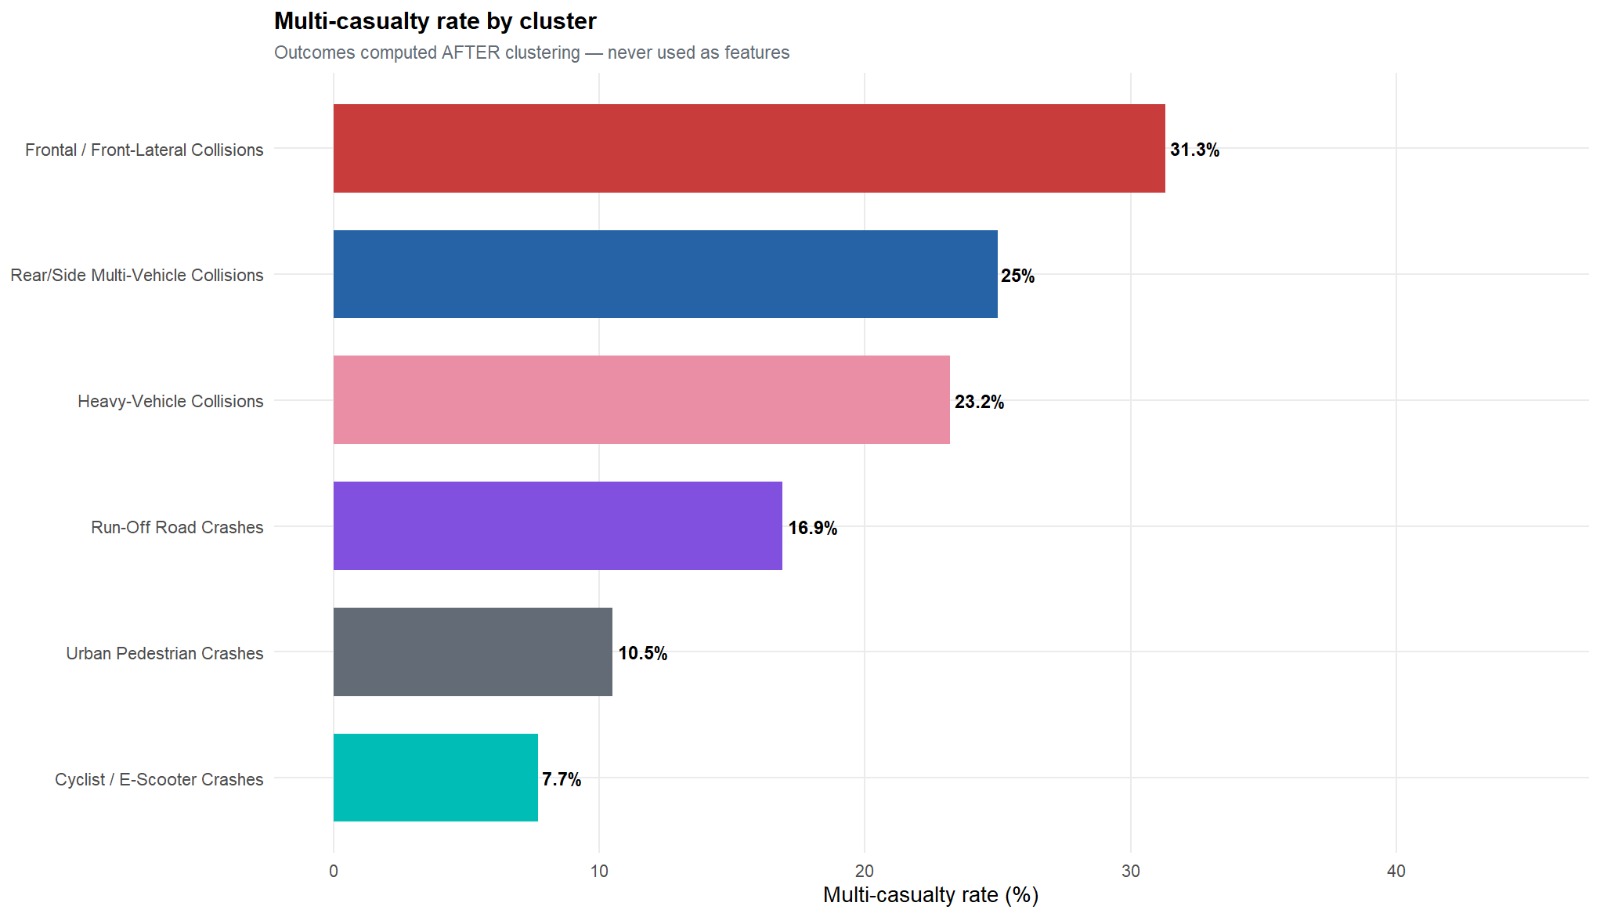 Multi-casualty rate by cluster
Outcomes computed AFTER clustering — never used as features
Frontal / Front-Lateral Collisions
31.3%
Rear/Side Multi-Vehicle Collisions
25%
Heavy-Vehicle Collisions
23.2%
Run-Off Road Crashes
16.9%
Urban Pedestrian Crashes
10.5%
Cyclist / E-Scooter Crashes
7.7%
0 10 20 30 40
Multi-casualty rate (%)